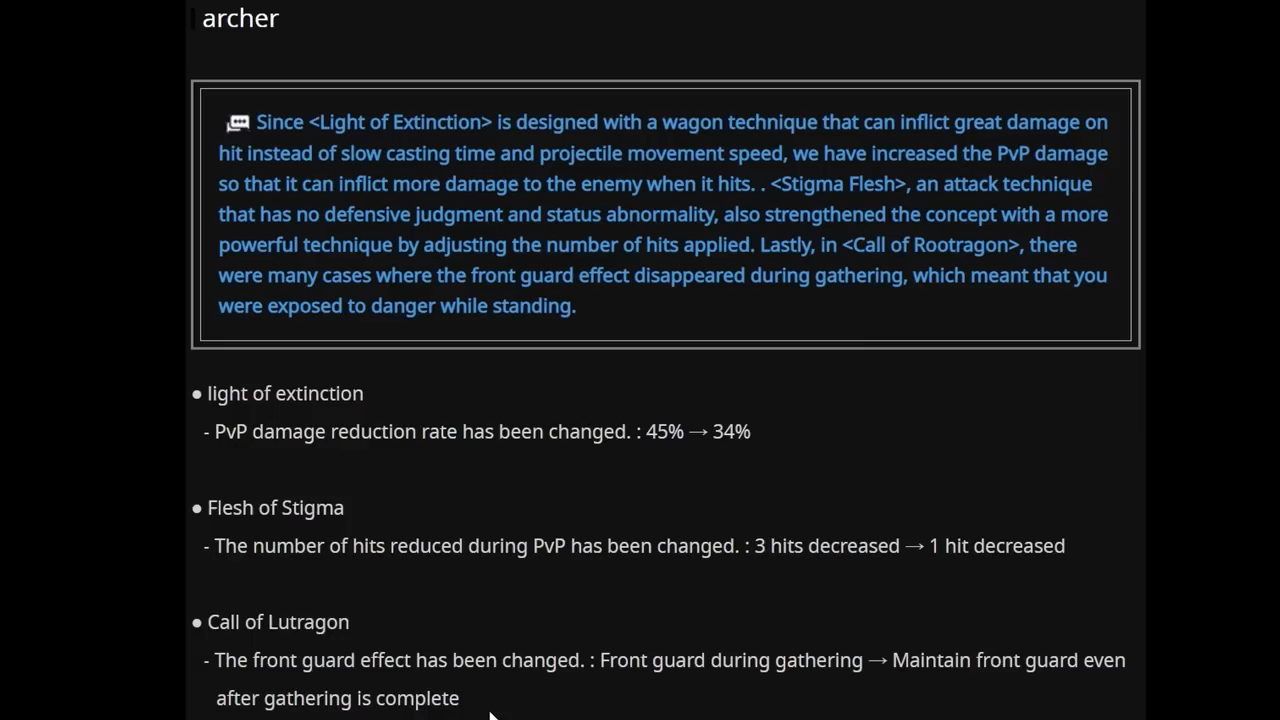 archer
Since <Light of Extinction> is designed with a wagon technique that can inflict great damage on
hit instead of slow casting time and projectile movement speed, we have increased the PvP damage
so that it can inflict more damage to the enemy when it hits. . <Stigma Flesh>, an attack technique
that has no defensive judgment and status abnormality, also strengthened the concept with a more
powerful technique by adjusting the number of hits applied. Lastly, in <Call of Rootragon>, there
were many cases where the front guard effect disappeared during gathering, which meant that you
were exposed to danger while standing.
● light of extinction
- PvP damage reduction rate has been changed. : 45% → 34%
● Flesh of Stigma
- The number of hits reduced during PvP has been changed. : 3 hits decreased → 1 hit decreased
● Call of Lutragon
- The front guard effect has been changed. : Front guard during gathering → Maintain front guard even
after gathering is complete